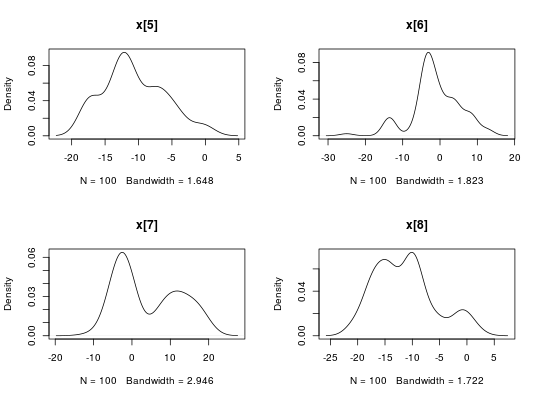 x[5]
Density
0.00 0.04 0.08
-20 -15 -10 -5 0 5
N = 100 Bandwidth = 1.648
x[6]
Density
0.00 0.04 0.08
-30 -20 -10 0 10 20
N = 100 Bandwidth = 1.823
x[7]
Density
0.00 0.03 0.06
-20 -10 0 10 20
N = 100 Bandwidth = 2.946
x[8]
Density
0.00 0.04
-25 -20 -15 -10 -5 0 5
N = 100 Bandwidth = 1.722